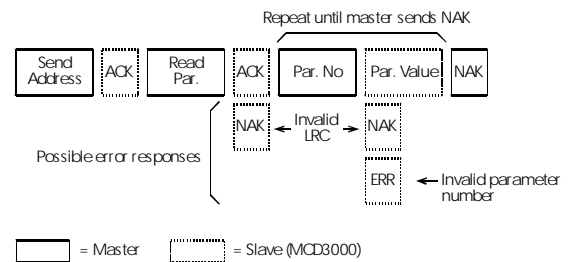 Repeat until master sends NAK
Send Address
ACK
Read Par.
ACK
Par. No
Par. Value
NAK
NAK
Invalid LRC
NAK
Possible error responses
ERR
Invalid parameter number
= Master
= Slave (MCD3000)